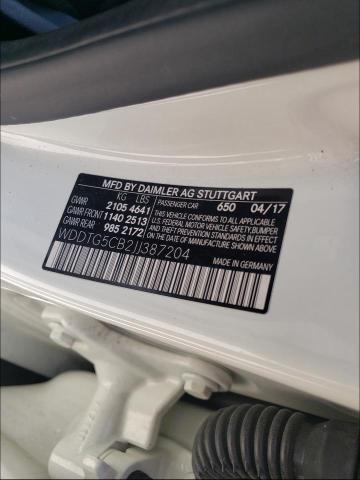 MFD BY DAIMLER AG STUTTGART
KG LBS PASSENGER CAR 650 04/17
GVWR 2105 4641 THIS VEHICLE CONFORMS TO ALL APPLICABLE
GAWR FRONT 1140 2513 FEDERAL MOTOR VEHICLE SAFETY, BUMPER
GAWR REAR 985 2172 AND THEFT PREVENTION STANDARDS IN EFFECT
ON THE DATE OF MANUFACTURE SHOWN ABOVE.
WDDTG5CB2JJ387204
MADE IN GERMANY